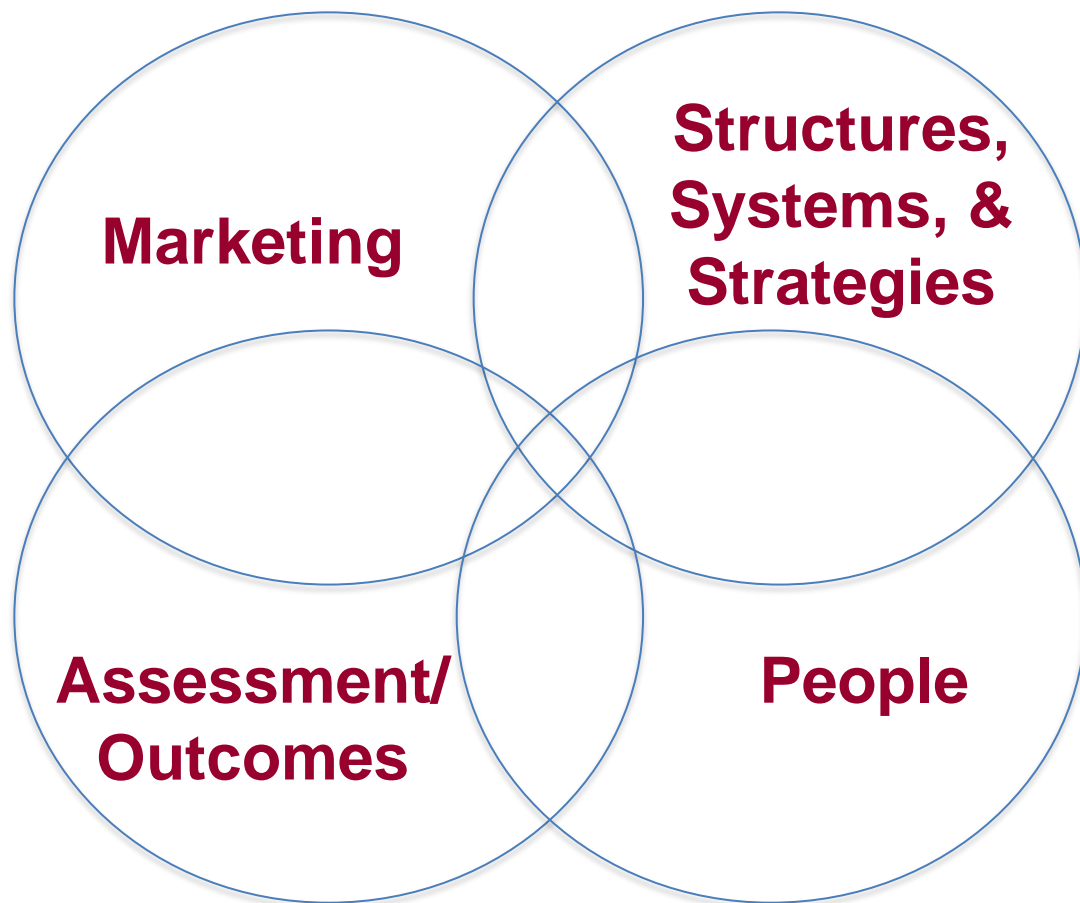 Marketing
Structures,
Systems, &
Strategies
Assessment/
Outcomes
People